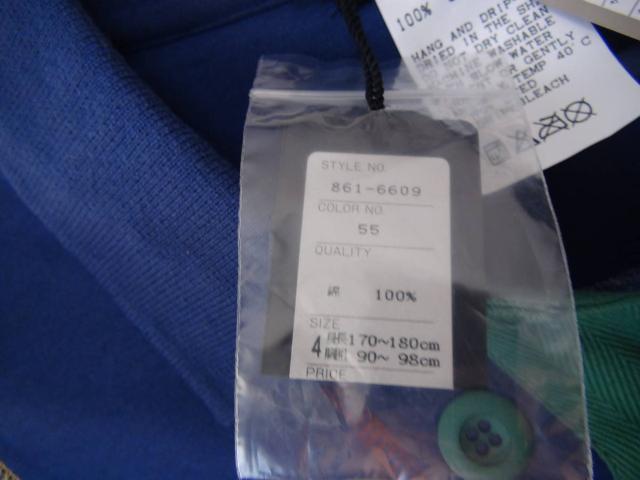 100%
HANG AND DRIP
DRIED IN THE SH
NOT DRY CLEAN
WASHABLE
WATER
OR GENTLY
TEMP 40°C
BLEACH
STYLE NO.
861-6609
COLOR NO.
55
QUALITY
綿 100%
SIZE
4 身長170~180cm
胸囲 90~ 98cm
PRICE